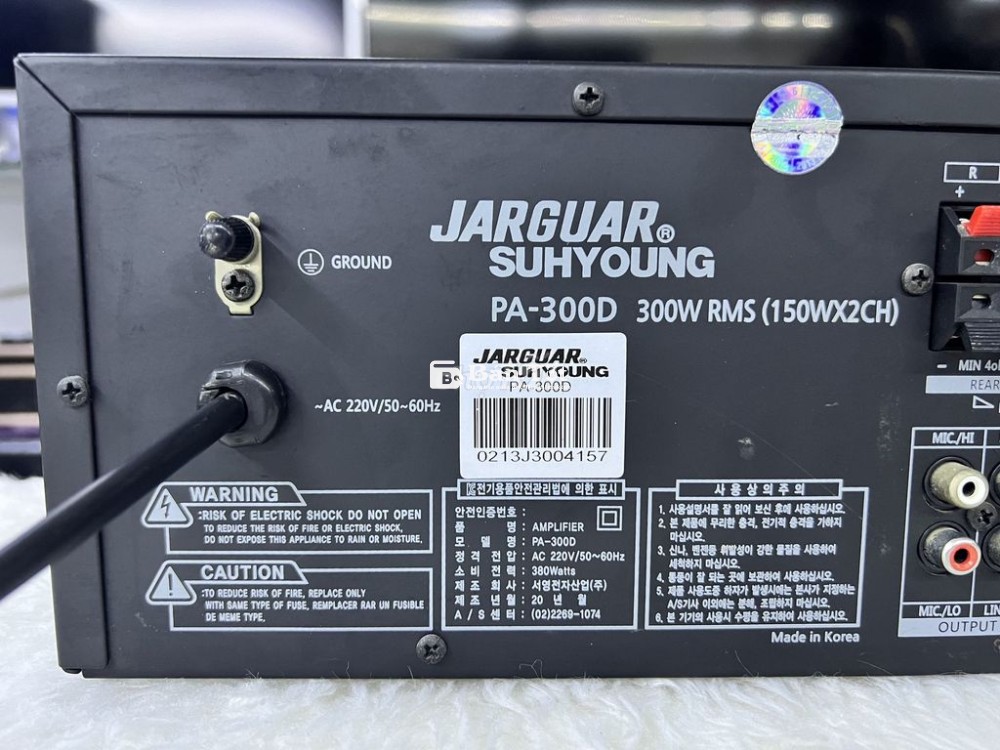 JARGUAR®
SUHYOUNG
PA-300D 300W RMS (150WX2CH)
GROUND
~AC 220V/50~60Hz
JARGUAR®
SUHYOUNG
PA-300D
0213J3004157
R
+
- MIN 4o
REAR
MIC/HI
MIC/LO LIN
OUTPUT
WARNING
:RISK OF ELECTRIC SHOCK DO NOT OPEN
TO REDUCE THE RISK OF FIRE OR ELECTRIC SHOCK,
DO NOT EXPOSE THIS APPLIANCE TO RAIN OR MOISTURE.
CAUTION
:TO REDUCE RISK OF FIRE, REPLACE ONLY
WITH SAME TYPE OF FUSE, REMPLACER RAR UN FUSIBLE
DE MEME TYPE.
전기용품안전관리법에 의한 표시
안전인증번호 :
품 명 : AMPLIFIER
모 델 명 : PA-300D
정 격 전 압 : AC 220V/50~60Hz
소 비 전 력 : 380Watts
제 조 회 사 : 서영전자산업(주)
제 조 년 월 : 20 년 월
A / S 센 터 : (02)2269-1074
사 용 상 의 주 의
1. 사용설명서를 잘 읽어 보신 후에 사용하십시오.
2. 본 제품에 무리한 충격, 전기적 충격을 가하지
마십시오.
3. 신나, 벤젠등 휘발성이 강한 물질을 사용하여
세척하지 마십시오.
4. 통풍이 잘 되는 곳에 보관하여 사용하십시오.
5. 제품 사용도중 하자가 발생시에는 본사가 지정하는
A/S기사 이외에는 분해, 조립하지 마십시오.
6. 본 기기의 사용시 수평을 유지하여 사용하십시오.
Made in Korea